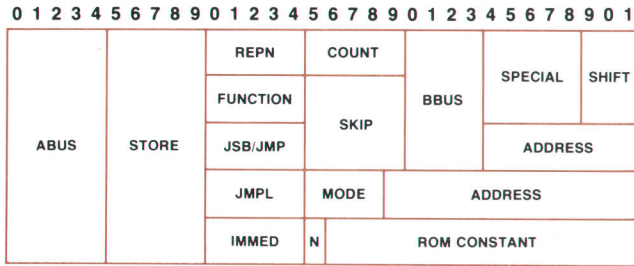 0 1 2 3 4 5 6 7 8 9 0 1 2 3 4 5 6 7 8 9 0 1 2 3 4 5 6 7 8 9 0 1
REPN COUNT
FUNCTION
SKIP
BBUS
SPECIAL SHIFT
ABUS STORE JSB/JMP ADDRESS
JMPL MODE ADDRESS
IMMED N ROM CONSTANT